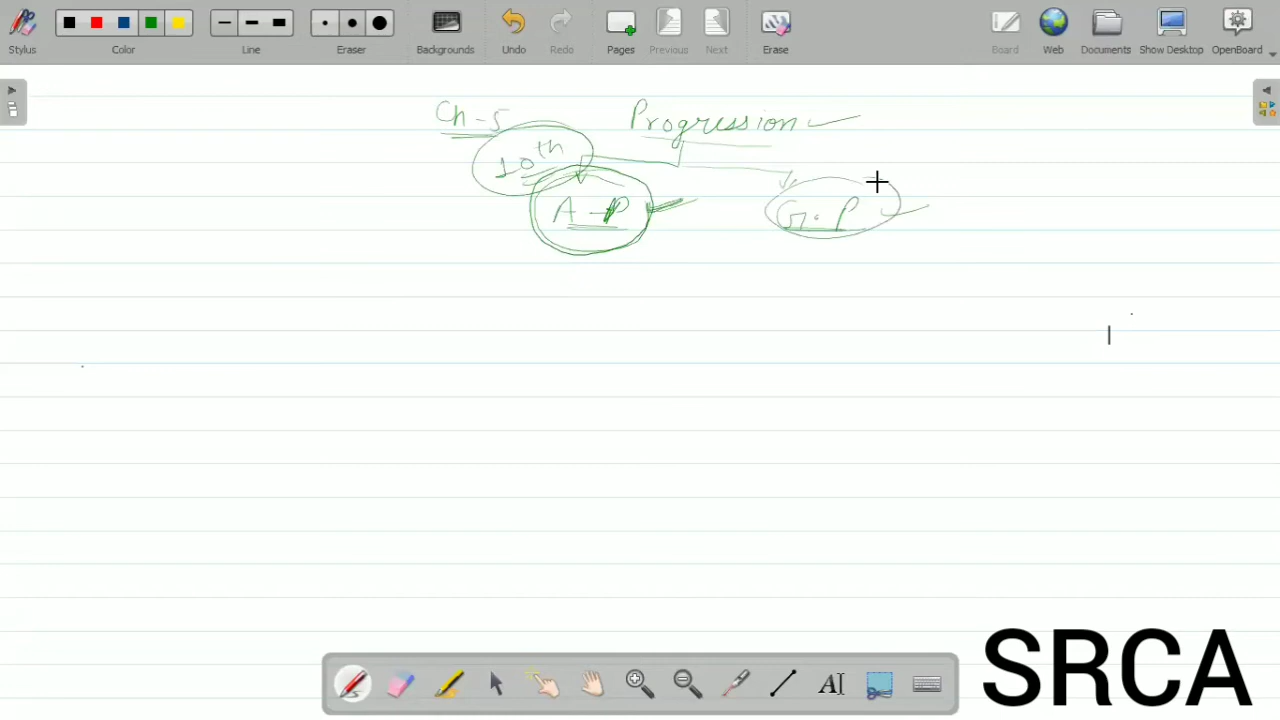 Stylus
Color
Line
Eraser
Backgrounds
Undo
Redo
Pages
Previous
Next
Erase
Board
Web
Documents
Show Desktop
OpenBoard
Ch-5
Progression
10th
A-P
G.P
SRCA